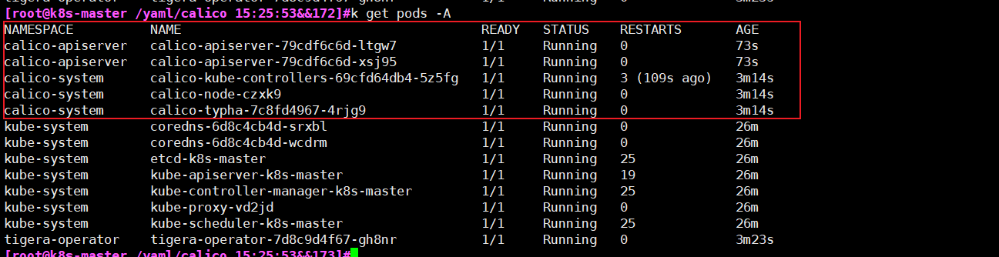 [root@k8s-master /yaml/calico 15:25:53&&172]#k get pods -A
NAMESPACE NAME READY STATUS RESTARTS AGE
calico-apiserver calico-apiserver-79cdf6c6d-ltgw7 1/1 Running 0 73s
calico-apiserver calico-apiserver-79cdf6c6d-xsj95 1/1 Running 0 73s
calico-system calico-kube-controllers-69cfd64db4-5z5fg 1/1 Running 3 (109s ago) 3m14s
calico-system calico-node-czxk9 1/1 Running 0 3m14s
calico-system calico-typha-7c8fd4967-4rjg9 1/1 Running 0 3m14s
kube-system coredns-6d8c4cb4d-srxbl 1/1 Running 0 26m
kube-system coredns-6d8c4cb4d-wcdrm 1/1 Running 0 26m
kube-system etcd-k8s-master 1/1 Running 25 26m
kube-system kube-apiserver-k8s-master 1/1 Running 19 26m
kube-system kube-controller-manager-k8s-master 1/1 Running 25 26m
kube-system kube-proxy-vd2jd 1/1 Running 0 26m
kube-system kube-scheduler-k8s-master 1/1 Running 25 26m
tigera-operator tigera-operator-7d8c9d4f67-gh8nr 1/1 Running 0 3m23s
[root@k8s-master /yaml/calico 15:25:53&&173]#